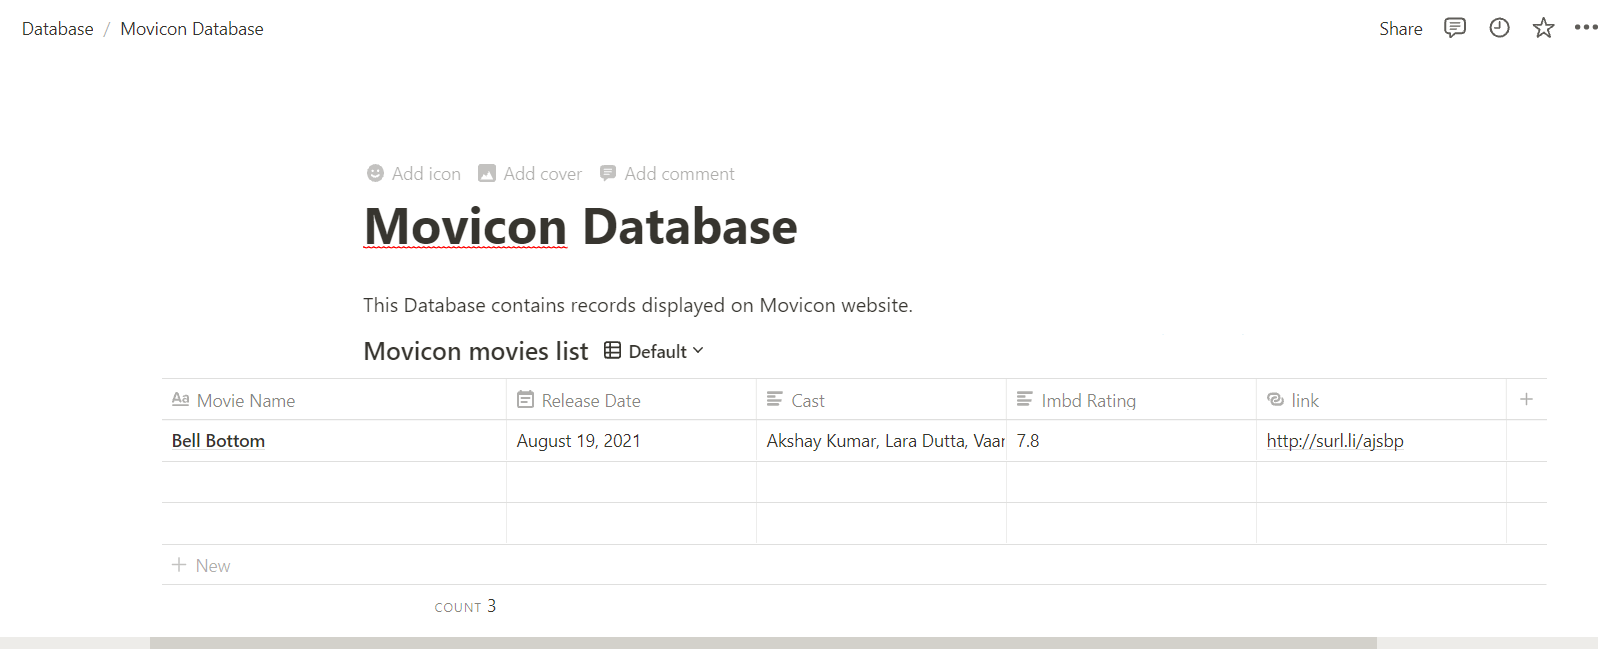 Database / Movicon Database
Share
Add icon Add cover Add comment
Movicon Database
This Database contains records displayed on Movicon website.
Movicon movies list Default
Aa Movie Name Release Date Cast Imbd Rating link +
Bell Bottom August 19, 2021 Akshay Kumar, Lara Dutta, Vaar 7.8 http://surl.li/ajsbp
+ New
COUNT 3